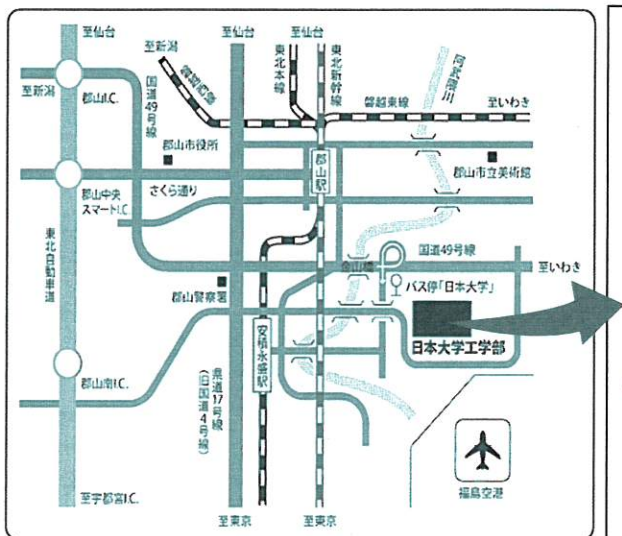 至仙台
至仙台
至仙台
至新潟
東北本線
東北新幹線
阿武隈川
磐越西線
磐越東線
至いわき
至新潟
郡山I.C.
国道49号線
郡山市役所
郡山駅
郡山市立美術館
さくら通り
郡山中央
スマートI.C.
東北自動車道
国道49号線
金山橋
至いわき
バス停「日本大学」
郡山警察署
日本大学工学部
安積永盛駅
郡山南I.C.
県道17号線
(旧国道4号線)
福島空港
至宇都宮I.C.
至東京
至東京